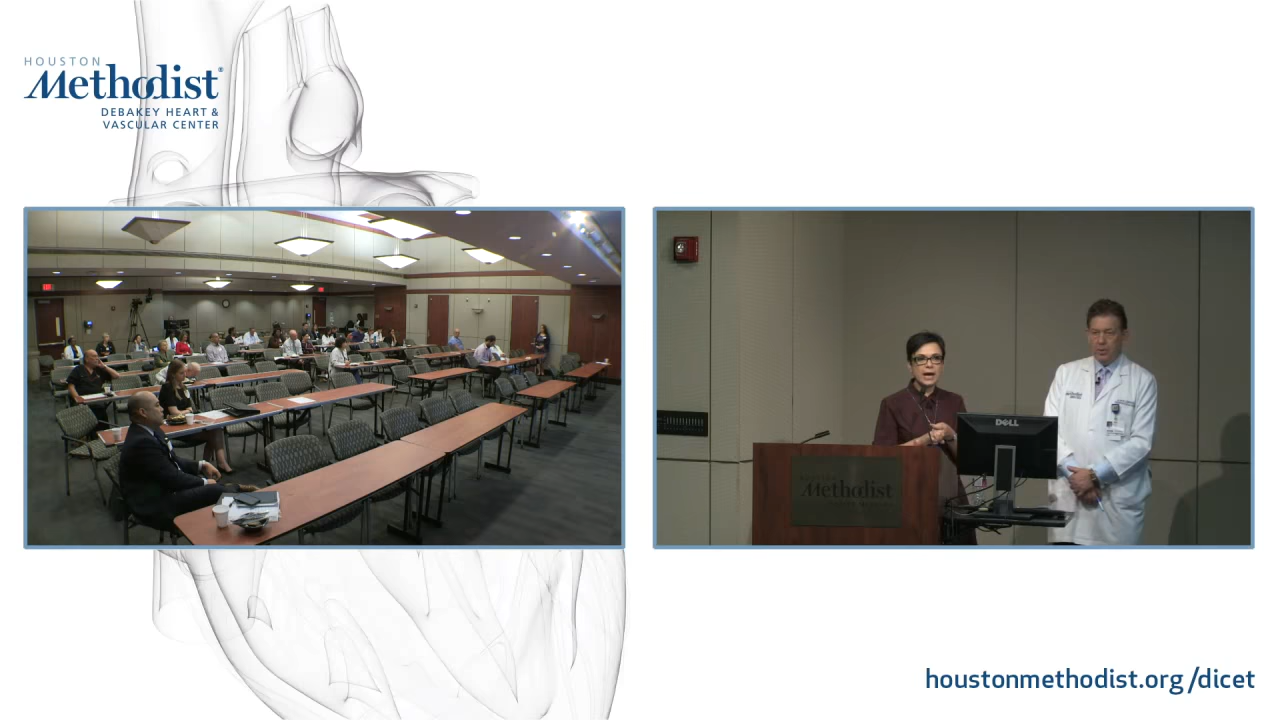 HOUSTON
Methodist®
DEBAKEY HEART &
VASCULAR CENTER
DELL
Methodist
houstonmethodist.org/dicet